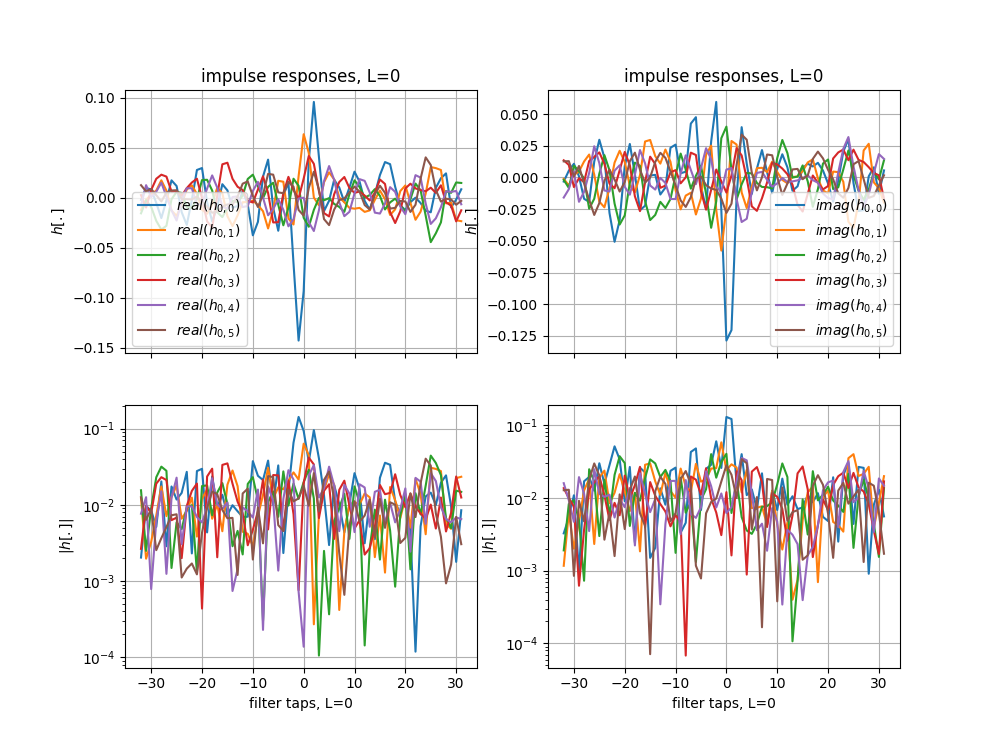 impulse responses, L=0
h[.]
0.10
0.05
0.00
−0.05
−0.10
−0.15
real(h0,0)
real(h0,1)
real(h0,2)
real(h0,3)
real(h0,4)
real(h0,5)
impulse responses, L=0
h[.]
0.050
0.025
0.000
−0.025
−0.050
−0.075
−0.100
−0.125
imag(h0,0)
imag(h0,1)
imag(h0,2)
imag(h0,3)
imag(h0,4)
imag(h0,5)
|h[.]|
10−1
10−2
10−3
10−4
−30 −20 −10 0 10 20 30
filter taps, L=0
|h[.]|
10−1
10−2
10−3
10−4
−30 −20 −10 0 10 20 30
filter taps, L=0